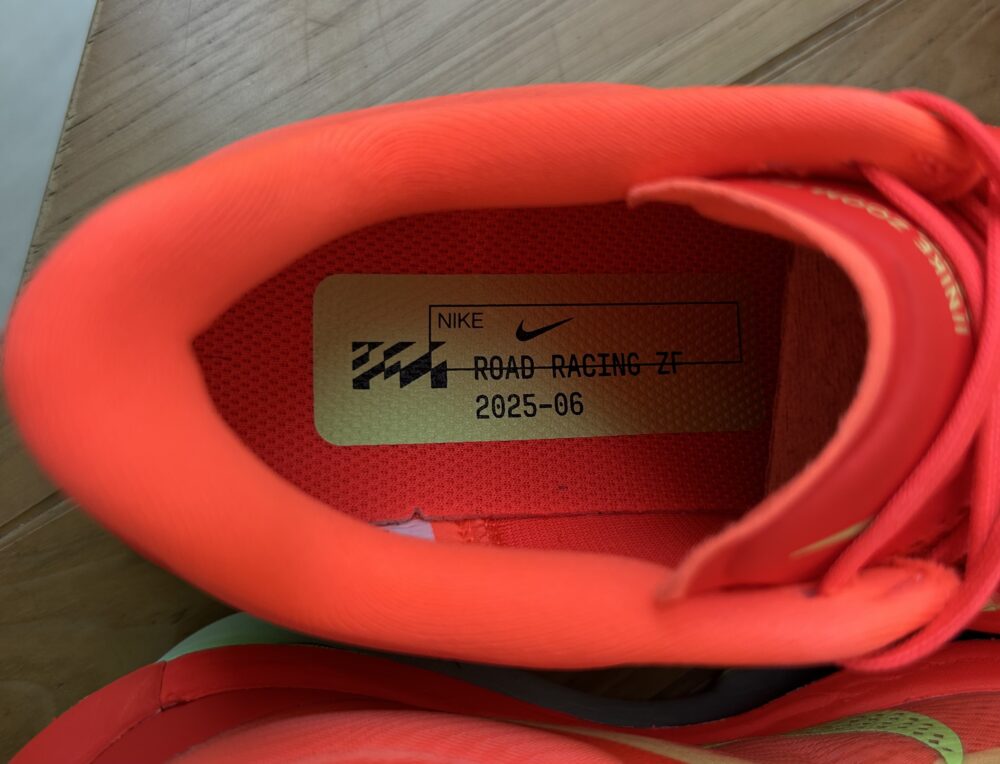 NIKE
ROAD RACING ZF
2025-06
//NIKE ZOOM